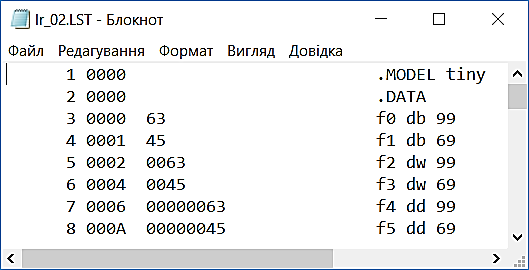 lr_02.LST - Блокнот
Файл Редагування Формат Вигляд Довідка
1 0000 .MODEL tiny
2 0000 .DATA
3 0000 63 f0 db 99
4 0001 45 f1 db 69
5 0002 0063 f2 dw 99
6 0004 0045 f3 dw 69
7 0006 00000063 f4 dd 99
8 000A 00000045 f5 dd 69